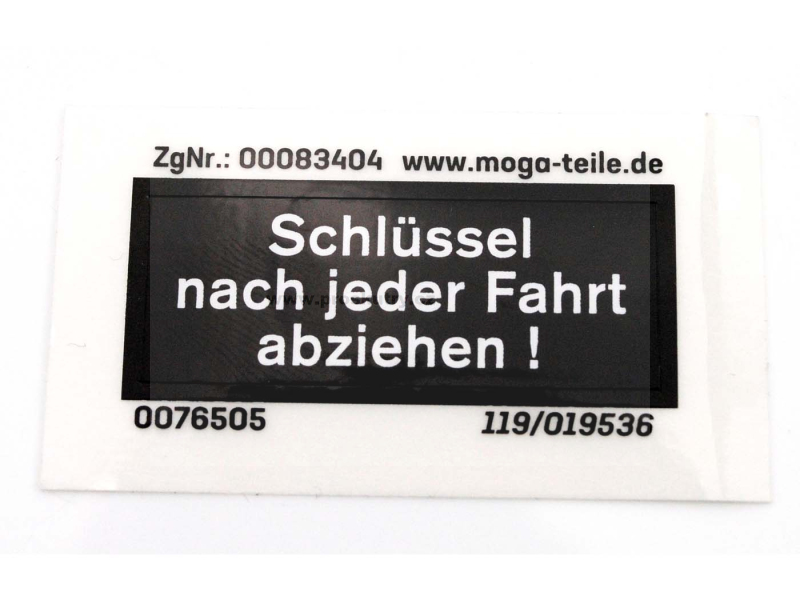 ZgNr.: 00083404 www.moga-teile.de
Schlüssel
nach jeder Fahrt
abziehen !
0076505 119/019536